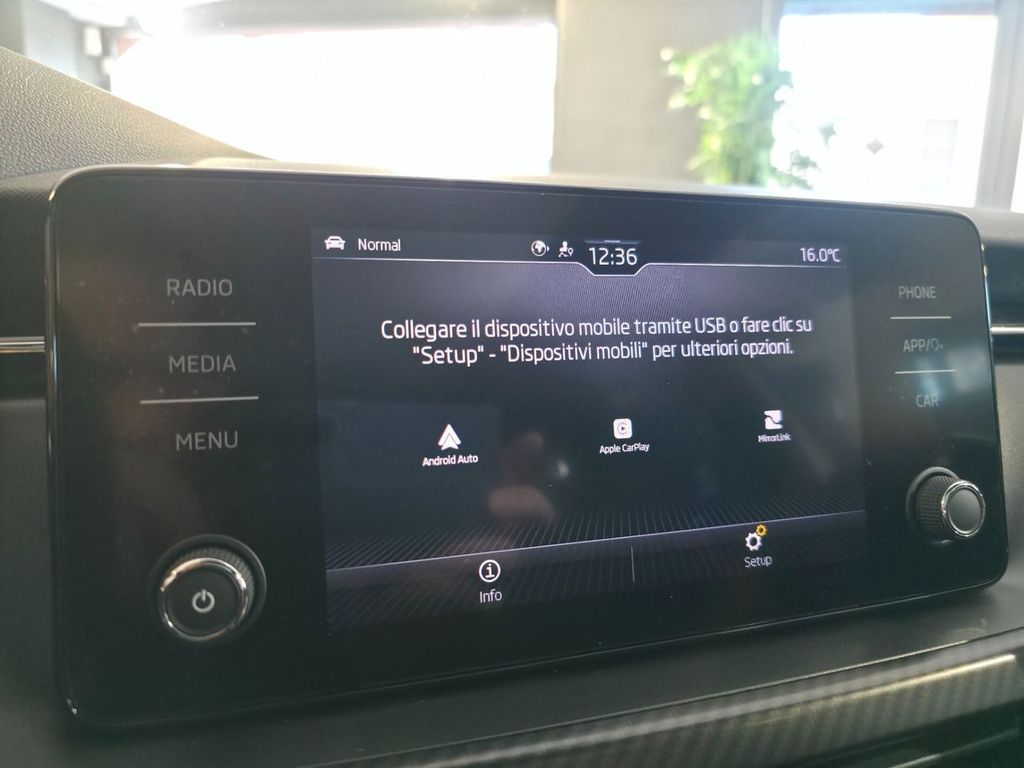 Normal
12:36
16.0°C
RADIO
MEDIA
MENU
Collegare il dispositivo mobile tramite USB o fare clic su
"Setup" - "Dispositivi mobili" per ulteriori opzioni.
Android Auto
Apple CarPlay
MirrorLink
Info
Setup
PHONE
APP/
CAR